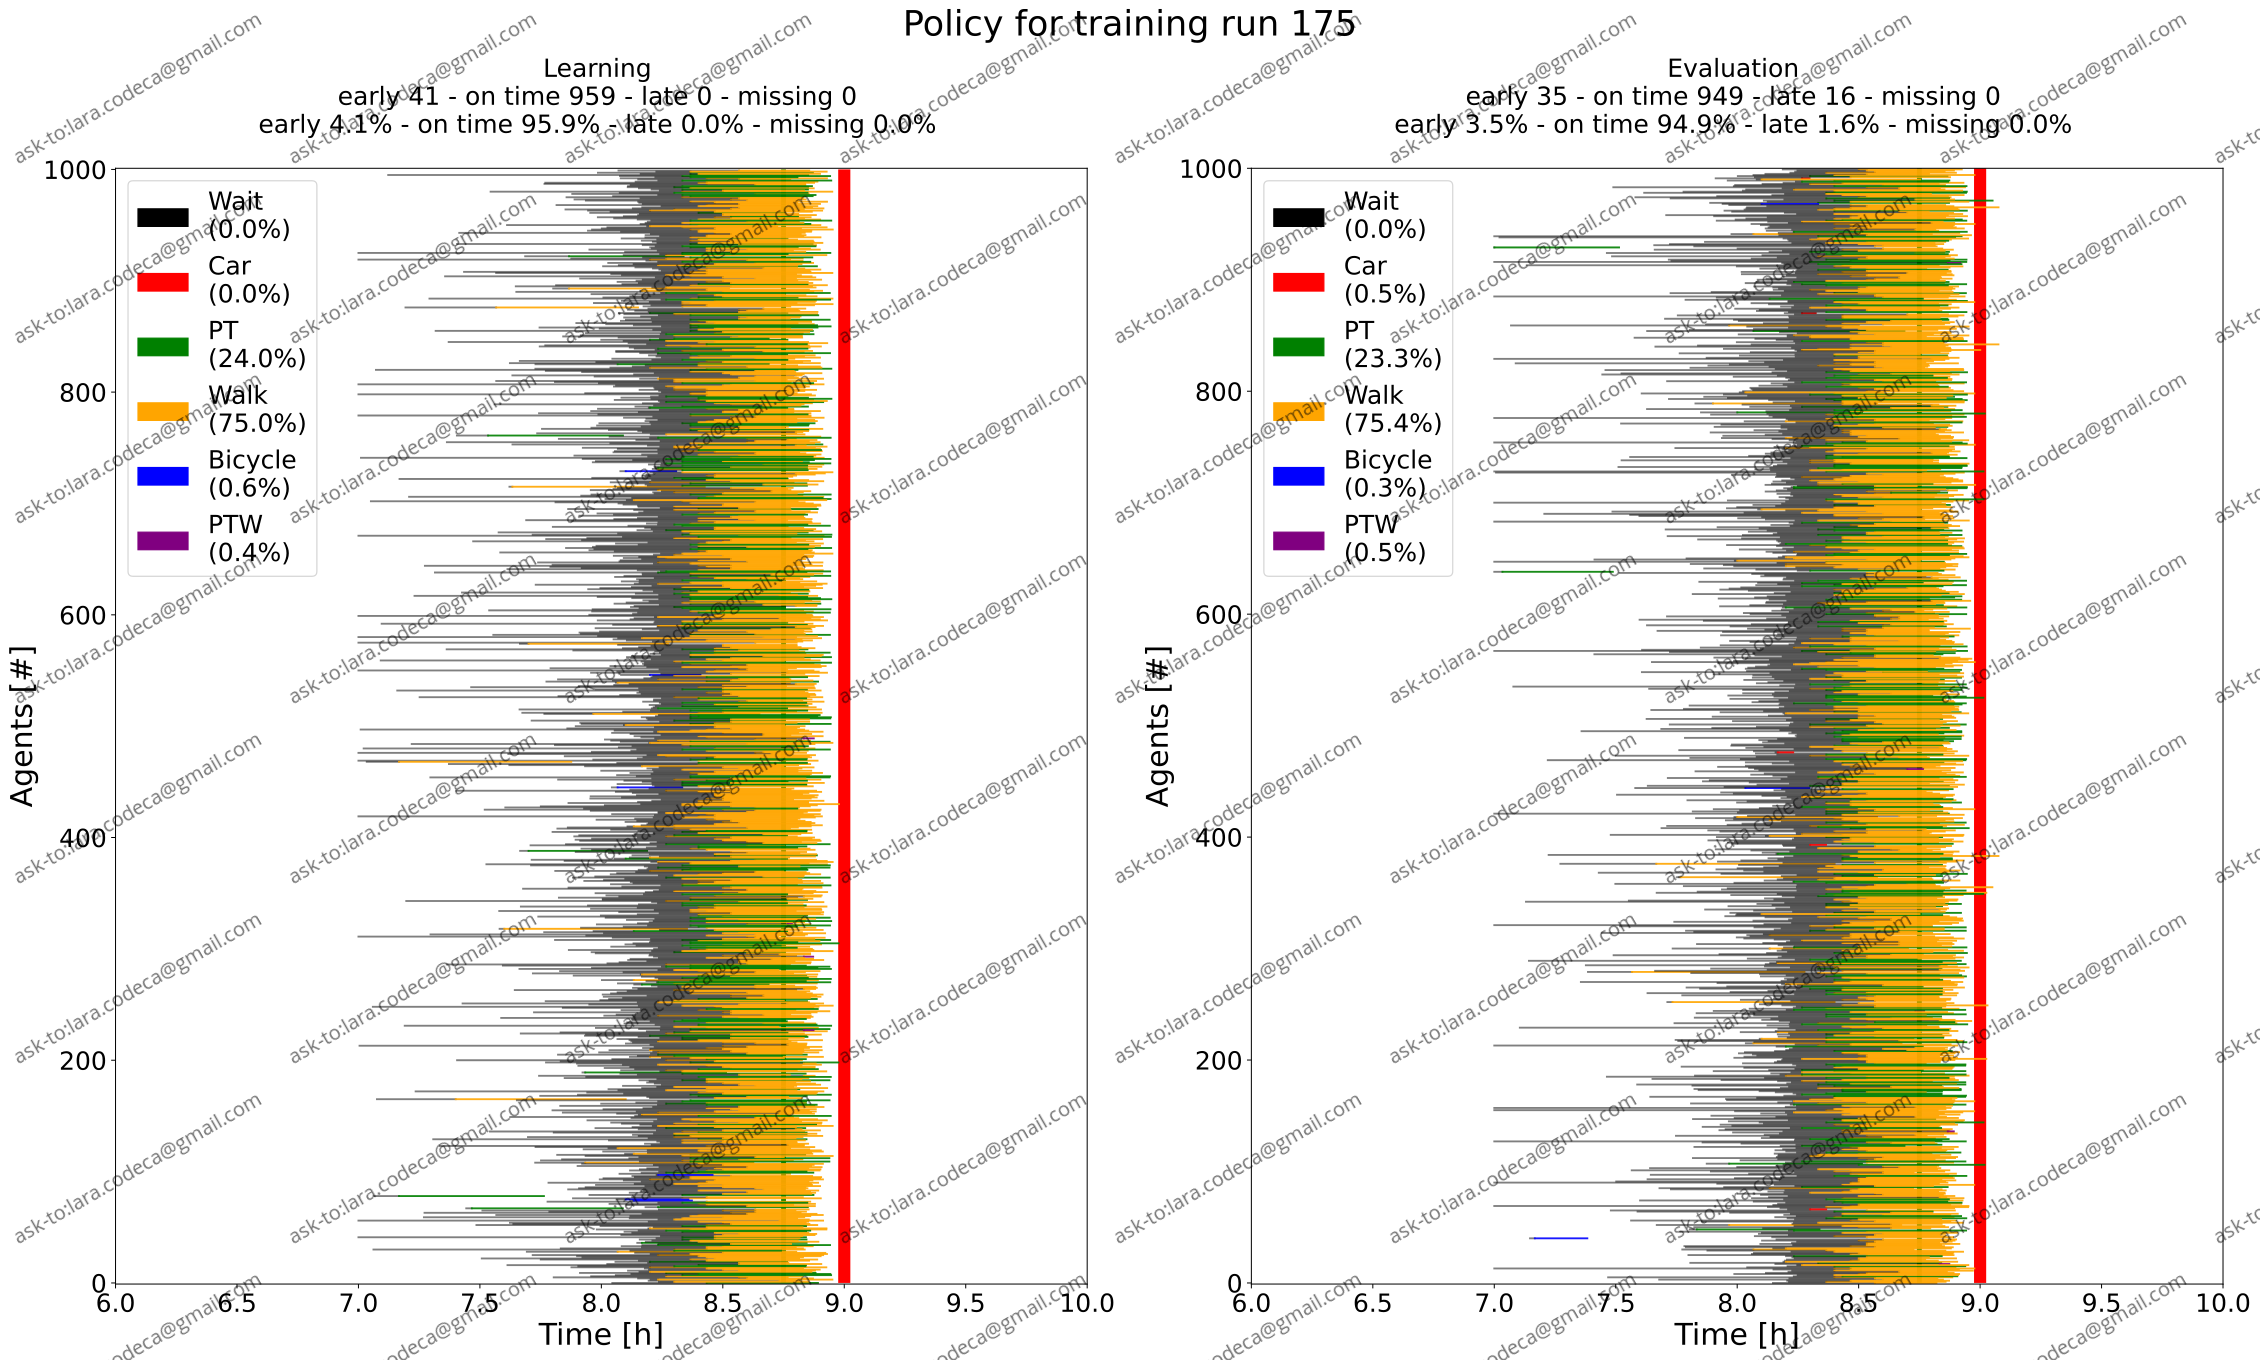 Policy for training run 175
Learning
early 41 - on time 959 - late 0 - missing 0
early 4.1% - on time 95.9% - late 0.0% - missing 0.0%
1000
800
600
400
200
0
Agents [#]
Wait
(0.0%)
Car
(0.0%)
PT
(24.0%)
Walk
(75.0%)
Bicycle
(0.6%)
PTW
(0.4%)
6.0 6.5 7.0 7.5 8.0 8.5 9.0 9.5 10.0
Time [h]
Evaluation
early 35 - on time 949 - late 16 - missing 0
early 3.5% - on time 94.9% - late 1.6% - missing 0.0%
1000
800
600
400
200
0
Agents [#]
Wait
(0.0%)
Car
(0.5%)
PT
(23.3%)
Walk
(75.4%)
Bicycle
(0.3%)
PTW
(0.5%)
6.0 6.5 7.0 7.5 8.0 8.5 9.0 9.5 10.0
Time [h]
ask-to:lara.codeca@gmail.com